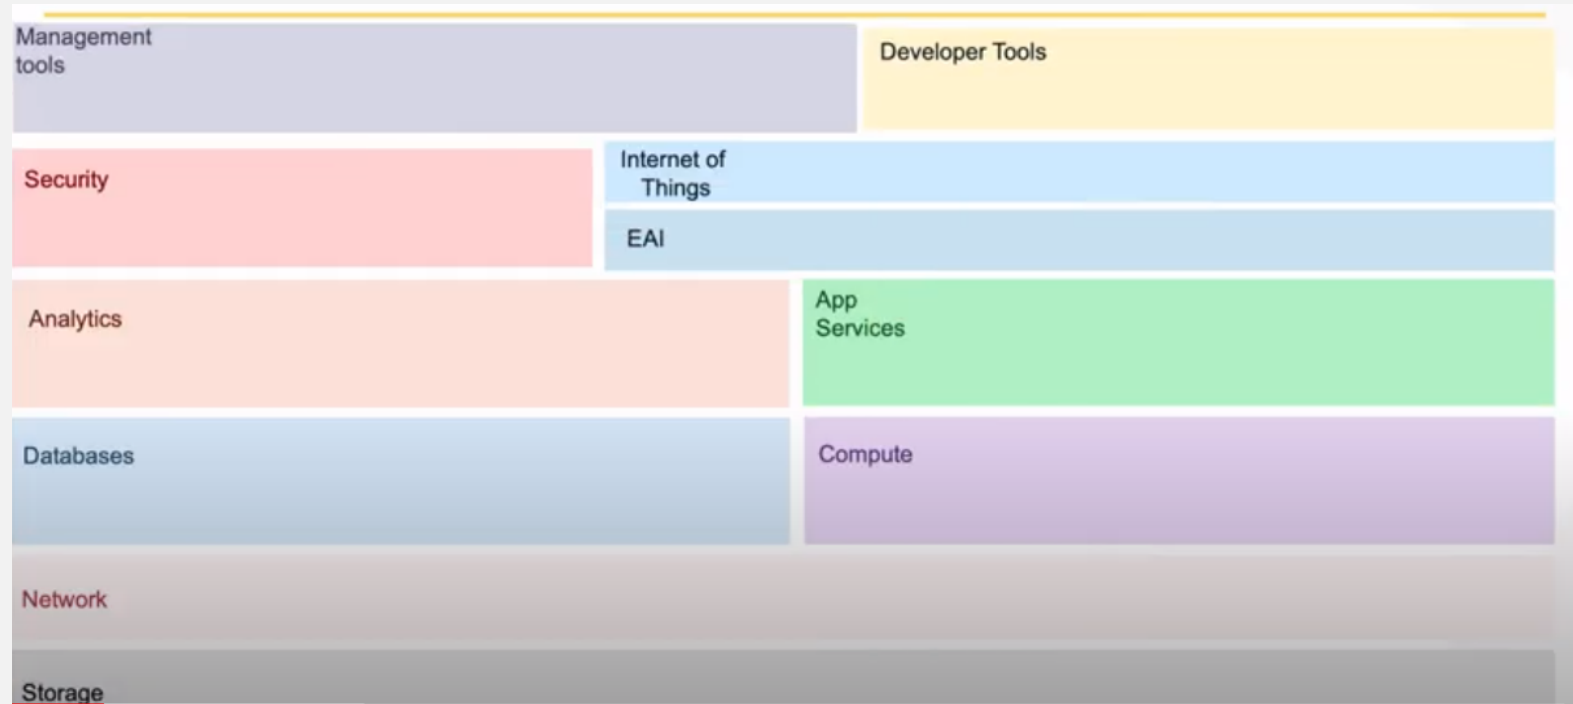 Management
tools
Developer Tools
Security
Internet of
Things
EAI
Analytics
App
Services
Databases
Compute
Network
Storage